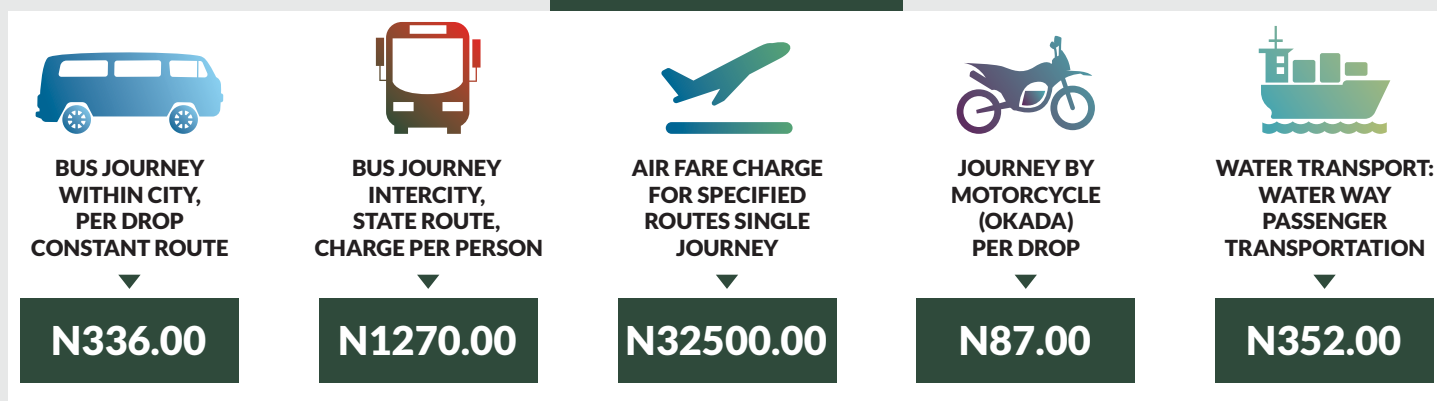 BUS JOURNEY
WITHIN CITY,
PER DROP
CONSTANT ROUTE
N336.00
BUS JOURNEY
INTERCITY,
STATE ROUTE,
CHARGE PER PERSON
N1270.00
AIR FARE CHARGE
FOR SPECIFIED
ROUTES SINGLE
JOURNEY
N32500.00
JOURNEY BY
MOTORCYCLE
(OKADA)
PER DROP
N87.00
WATER TRANSPORT:
WATER WAY
PASSENGER
TRANSPORTATION
N352.00